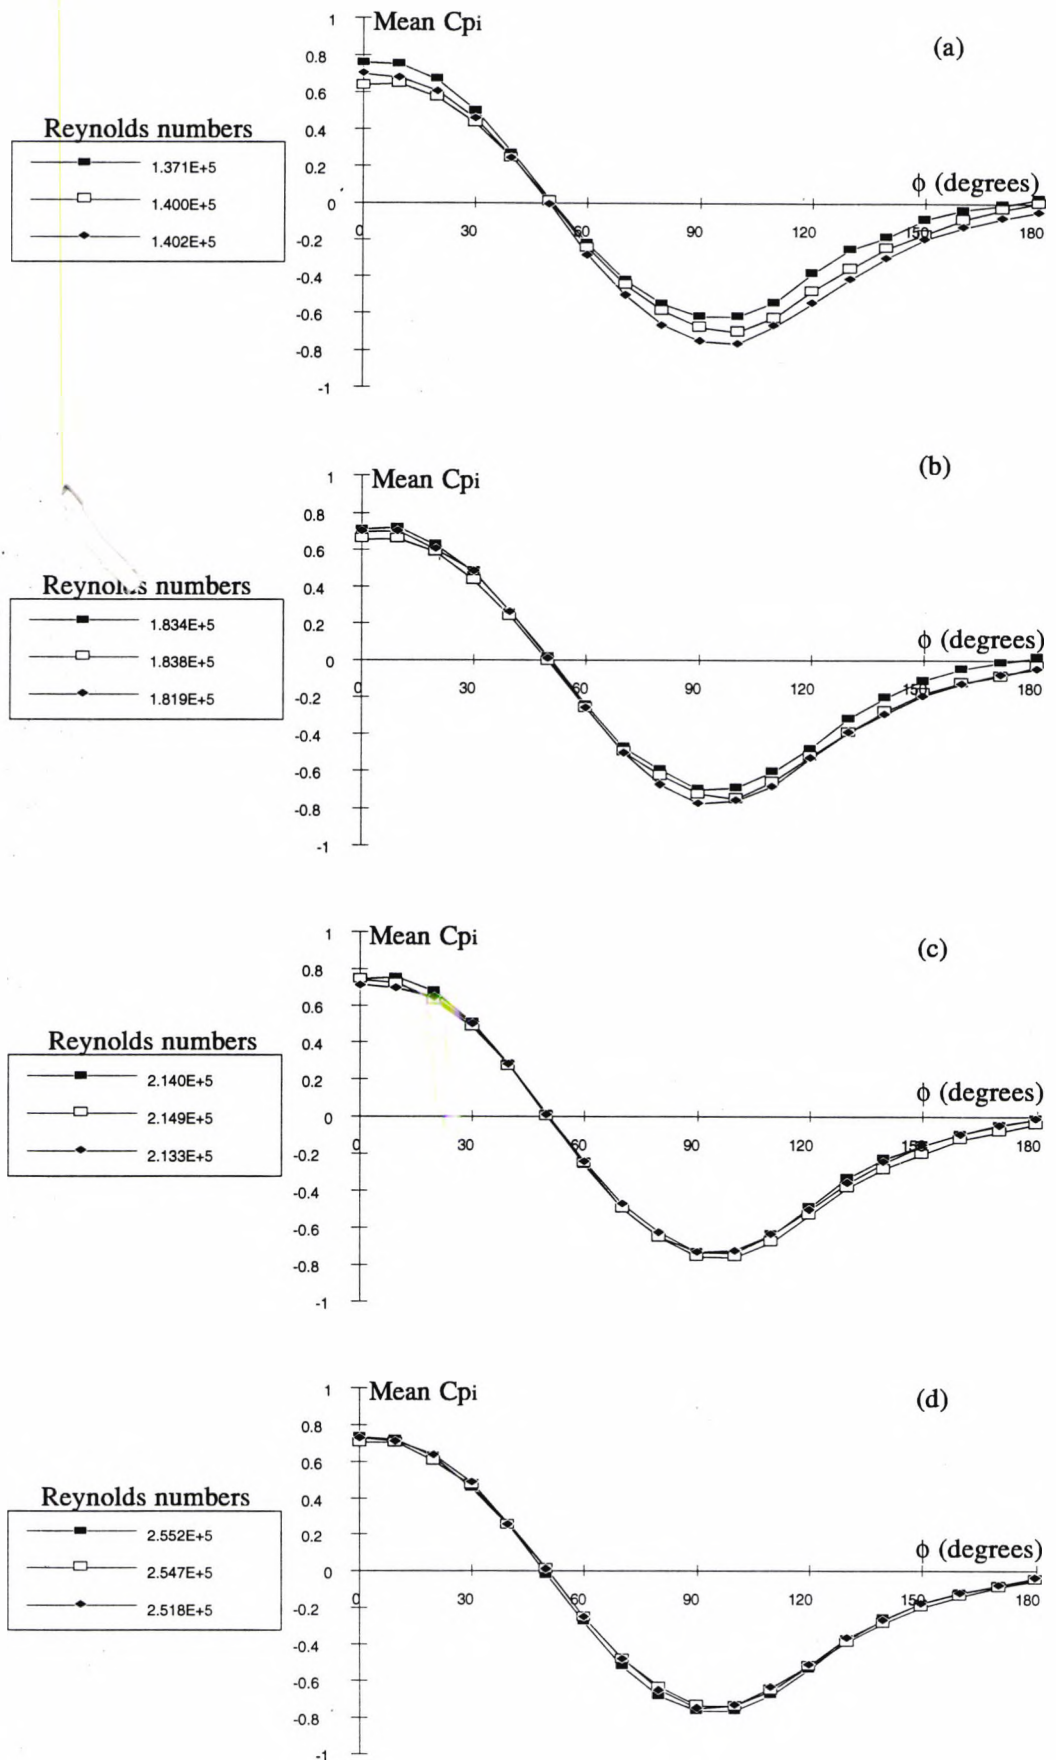 Mean Cpi
(a)
1
0.8
0.6
0.4
0.2
0
-0.2
-0.4
-0.6
-0.8
-1
Reynolds numbers
1.371E+5
1.400E+5
1.402E+5
ϕ (degrees)
0 30 60 90 120 150 180
Mean Cpi
(b)
1
0.8
0.6
0.4
0.2
0
-0.2
-0.4
-0.6
-0.8
-1
Reynolds numbers
1.834E+5
1.838E+5
1.819E+5
ϕ (degrees)
0 30 60 90 120 150 180
Mean Cpi
(c)
1
0.8
0.6
0.4
0.2
0
-0.2
-0.4
-0.6
-0.8
-1
Reynolds numbers
2.140E+5
2.149E+5
2.133E+5
ϕ (degrees)
0 30 60 90 120 150 180
Mean Cpi
(d)
1
0.8
0.6
0.4
0.2
0
-0.2
-0.4
-0.6
-0.8
-1
Reynolds numbers
2.552E+5
2.547E+5
2.518E+5
ϕ (degrees)
0 30 60 90 120 150 180